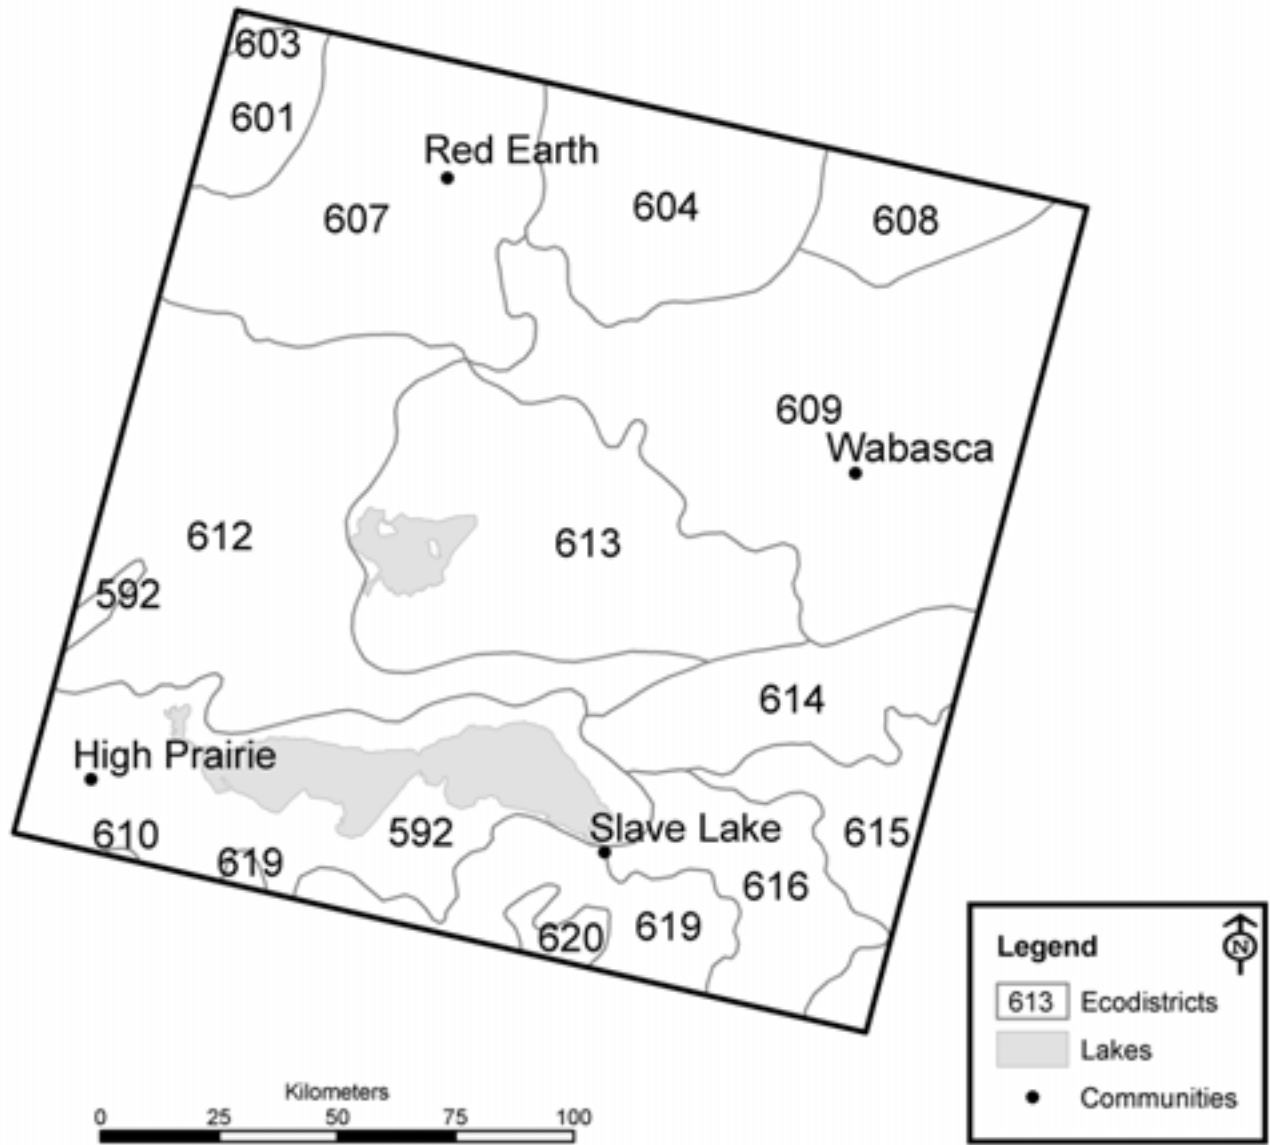 603
601
Red Earth
607
604
608
609
Wabasca
612
613
592
614
High Prairie
610
619
592
Slave Lake
615
616
620
619
Legend
N
613 Ecodistricts
Lakes
Communities
Kilometers
0 25 50 75 100